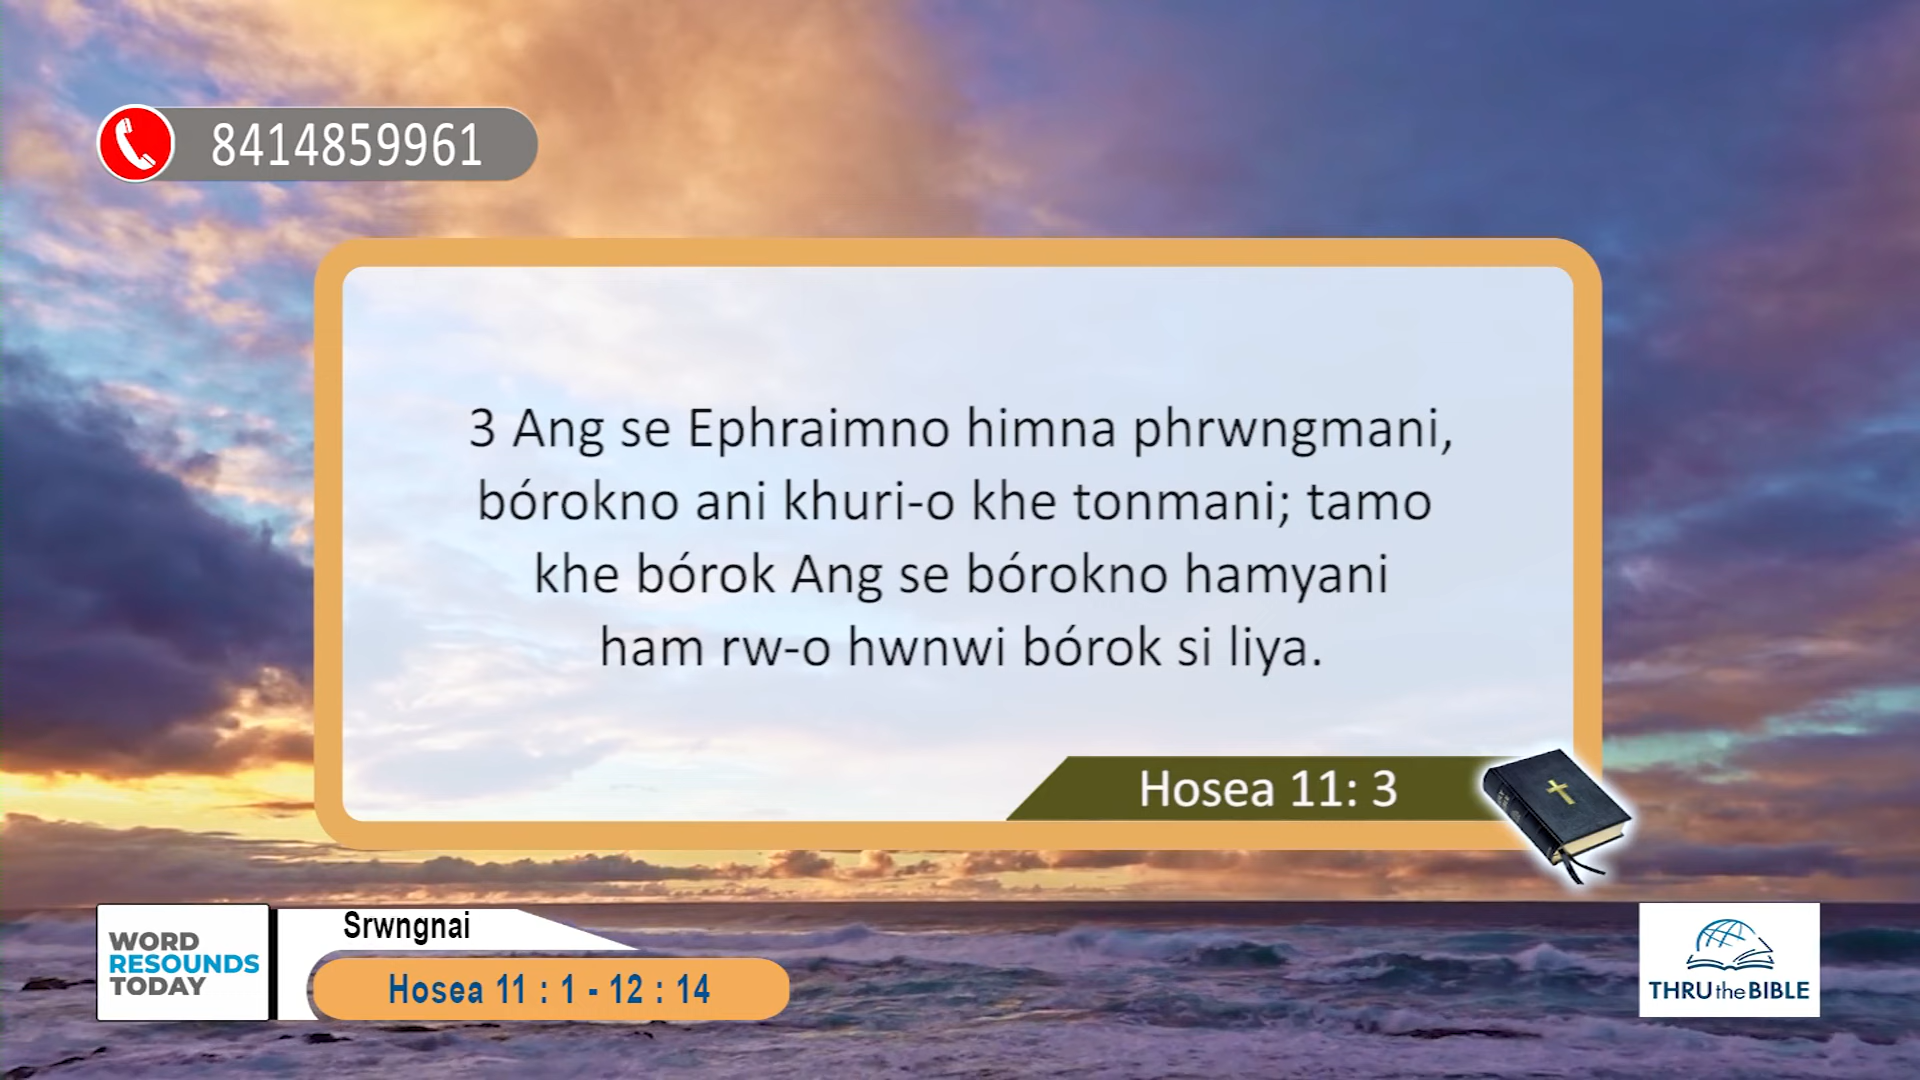 8414859961
3 Ang se Ephraimno himna phrwngmani,
bórokno ani khuri-o khe tonmani; tamo
khe bórok Ang se bórokno hamyani
ham rw-o hwnwi bórok si liya.
Hosea 11: 3
WORD
RESOUNDS
TODAY
Srwngnai
Hosea 11 : 1 - 12 : 14
THRU the BIBLE